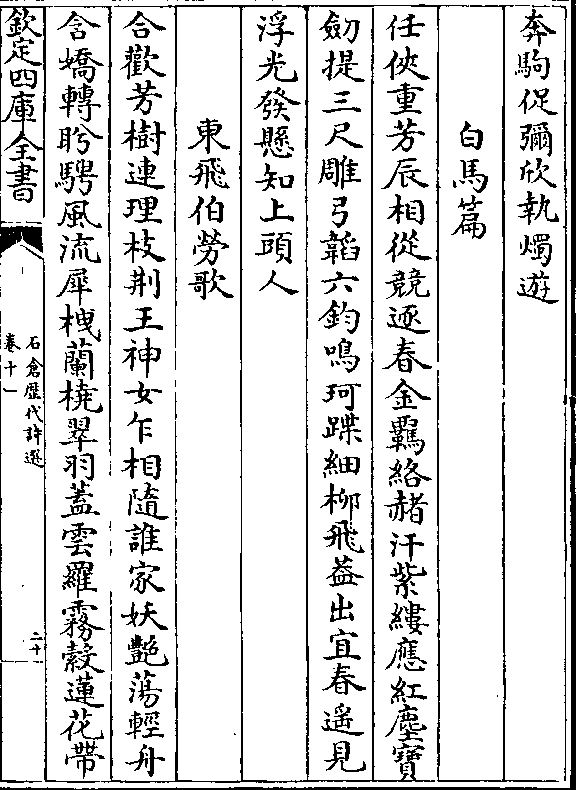 奔駒促彌欣執燭遊
白馬篇
任俠重芳辰相從競逐春金羈絡赭汗紫縷應紅塵寶
劒提三尺雕弓韜六鈞鳴珂蹀細柳飛葢出宜春遥見
浮光發懸知上頭人
東飛伯勞歌
合歡芳樹連理枝荆王神女乍相隨誰家妖艷蕩輕舟
含嬌轉盻騁風流犀栧蘭橈翠羽蓋雲羅霧縠蓮花帶
欽定四庫全書
石倉歴代詩選
卷十一
二十